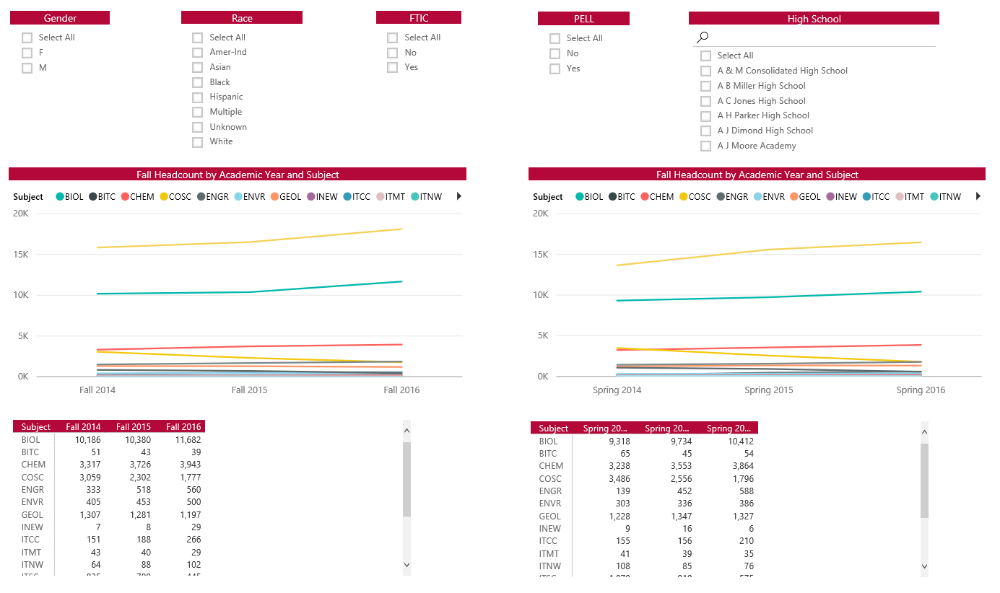 Gender
Select All
F
M
Race
Select All
Amer-Ind
Asian
Black
Hispanic
Multiple
Unknown
White
FTIC
Select All
No
Yes
PELL
Select All
No
Yes
High School
Select All
A & M Consolidated High School
A B Miller High School
A C Jones High School
A H Parker High School
A J Dimond High School
A J Moore Academy
Fall Headcount by Academic Year and Subject
Subject BIOL BITC CHEM COSC ENGR ENVR GEOL INEW ITCC ITMT ITNW
20K
15K
10K
5K
0K
Fall 2014 Fall 2015 Fall 2016
Fall Headcount by Academic Year and Subject
Subject BIOL BITC CHEM COSC ENGR ENVR GEOL INEW ITCC ITMT ITNW
20K
15K
10K
5K
0K
Spring 2014 Spring 2015 Spring 2016
Subject Fall 2014 Fall 2015 Fall 2016
BIOL 10,186 10,380 11,682
BITC 51 43 39
CHEM 3,317 3,726 3,943
COSC 3,059 2,302 1,777
ENGR 333 518 560
ENVR 405 453 500
GEOL 1,307 1,281 1,197
INEW 7 8 29
ITCC 151 188 266
ITMT 43 40 29
ITNW 64 88 102
Subject Spring 20... Spring 20... Spring 20...
BIOL 9,318 9,734 10,412
BITC 65 45 54
CHEM 3,238 3,553 3,864
COSC 3,486 2,556 1,796
ENGR 139 452 588
ENVR 303 336 386
GEOL 1,228 1,347 1,327
INEW 9 16 6
ITCC 155 156 210
ITMT 41 39 35
ITNW 108 85 76